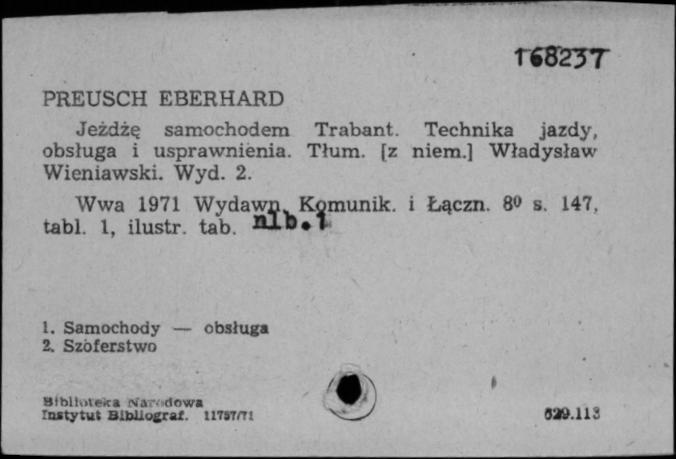 168237
PREUSCH EBERHARD
Jeżdżę samochodem Trabant. Technika jazdy,
obsługa i usprawnienia. Tłum. [z niem.] Władysław
Wieniawski. Wyd. 2.
Wwa 1971 Wydawn. Komunik. i Łączn. 8º s. 147,
tabl. 1, ilustr. tab. nlb.1
1. Samochody — obsługa
2. Szoferstwo
Biblioteka Narodowa
Instytut Bibliograf. 11757/71
629.113